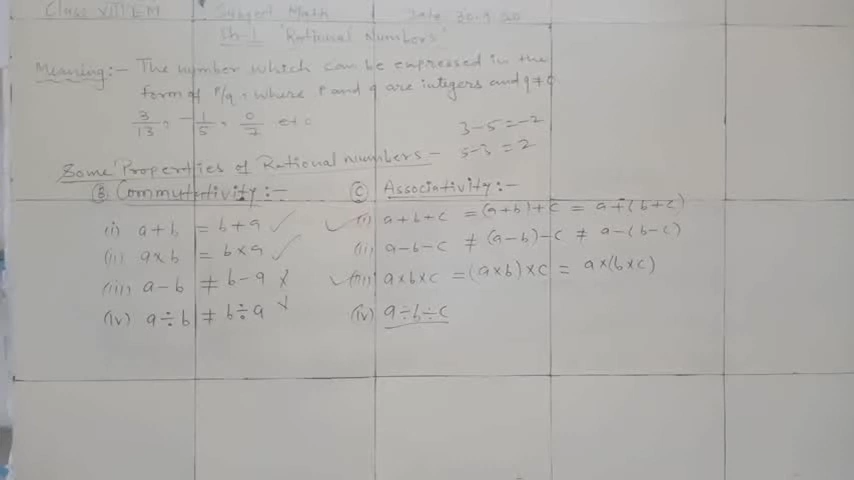 Class VIII EM Subject Math Date 30.9.20
Ch-1 'Rational Numbers'
Meaning:- The number which can be expressed in the
form of P/q, where P and q are integers and q≠0
3/13, -1/5, 0/7 etc
3-5=-2
5-3=2
Some Properties of Rational Numbers-
(B) Commutativity:-
(i) a+b = b+a ✓
(ii) a×b = b×a ✓
(iii) a-b ≠ b-a ×
(iv) a÷b ≠ b÷a ×
(C) Associativity:-
✓ (i) a+b+c = (a+b)+c = a+(b+c)
(ii) a-b-c ≠ (a-b)-c ≠ a-(b-c)
✓ (iii) a×b×c = (a×b)×c = a×(b×c)
(iv) a÷b÷c